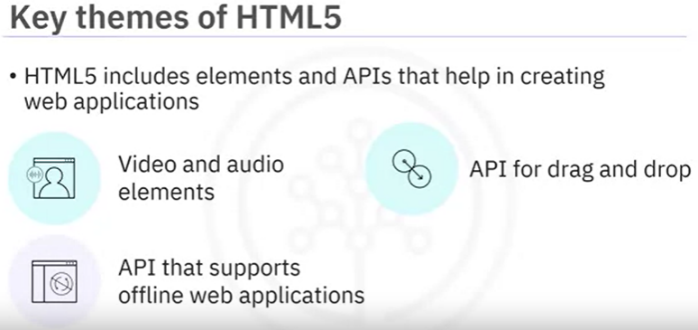 Key themes of HTML5
• HTML5 includes elements and APIs that help in creating
web applications
Video and audio
elements
API for drag and drop
API that supports
offline web applications